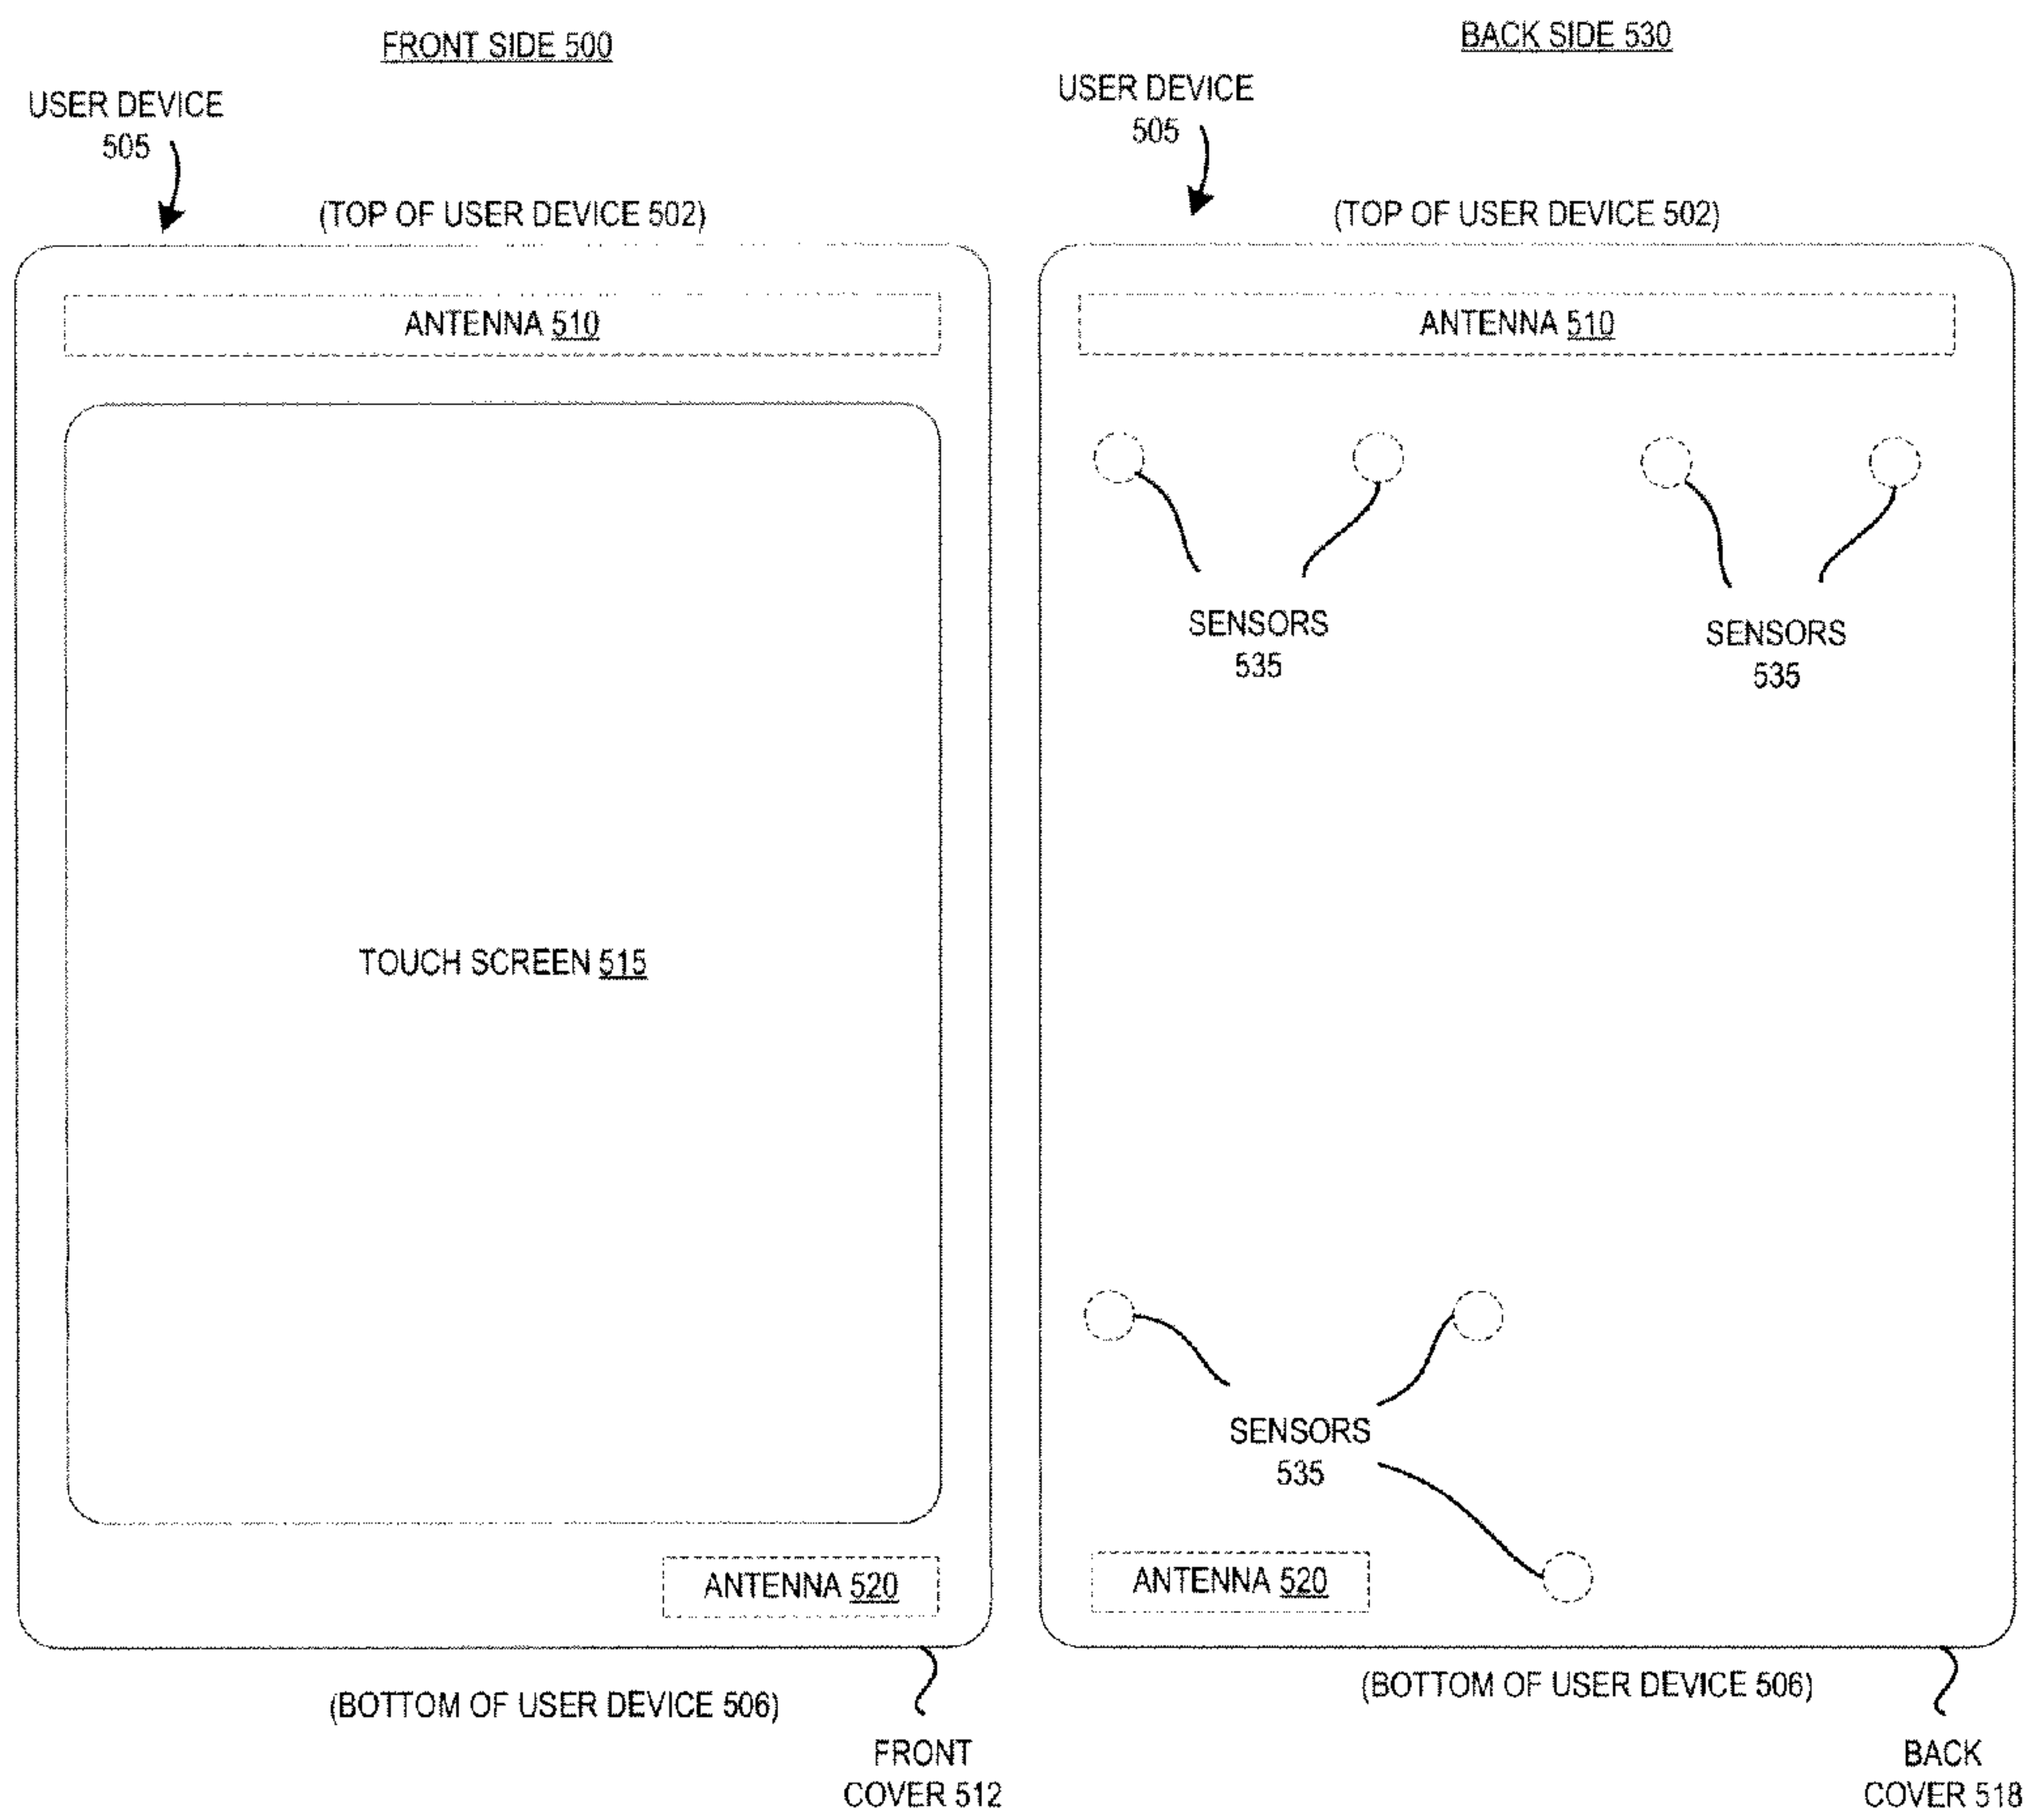 FRONT SIDE 500
USER DEVICE
505
(TOP OF USER DEVICE 502)
ANTENNA 510
TOUCH SCREEN 515
ANTENNA 520
(BOTTOM OF USER DEVICE 506)
FRONT
COVER 512
BACK SIDE 530
USER DEVICE
505
(TOP OF USER DEVICE 502)
ANTENNA 510
SENSORS
535
SENSORS
535
SENSORS
535
ANTENNA 520
(BOTTOM OF USER DEVICE 506)
BACK
COVER 518